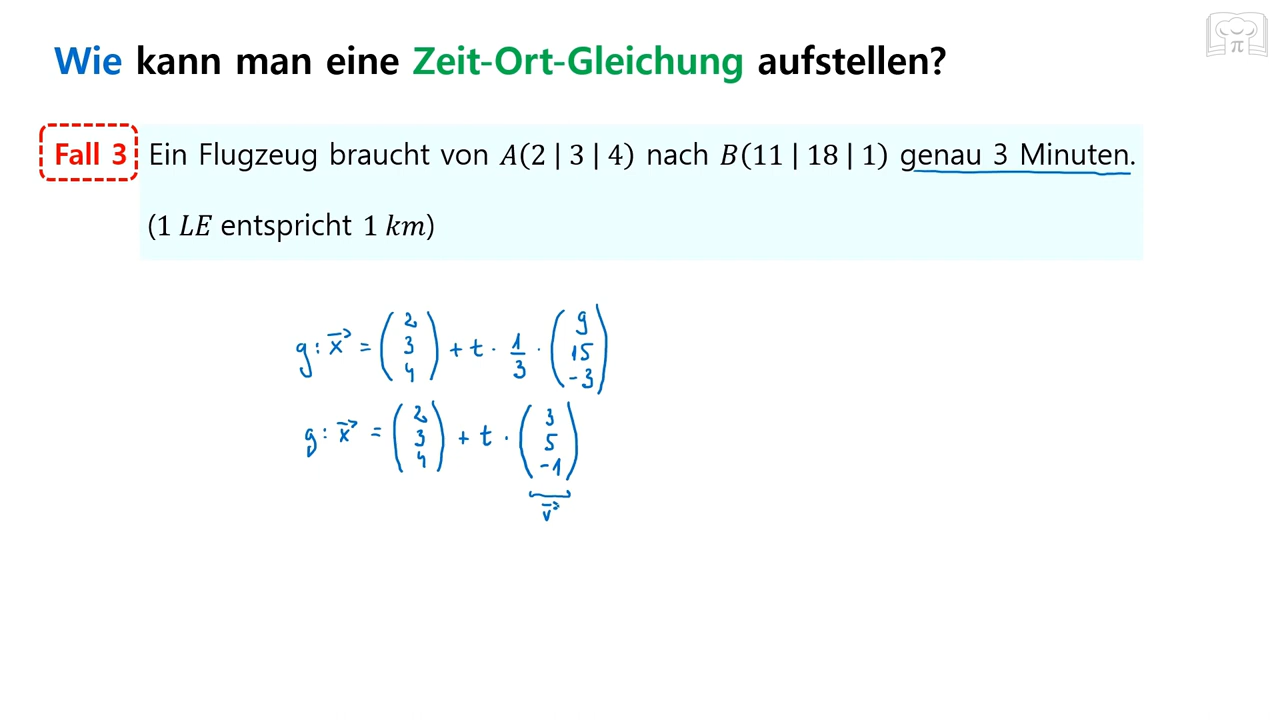 Wie kann man eine Zeit-Ort-Gleichung aufstellen?
Fall 3 Ein Flugzeug braucht von A(2 | 3 | 4) nach B(11 | 18 | 1) genau 3 Minuten.
(1 LE entspricht 1 km)
g: x⃗ = (2 3 4) + t · 1/3 · (9 15 -3)
g: x⃗ = (2 3 4) + t · (3 5 -1)
v⃗
π